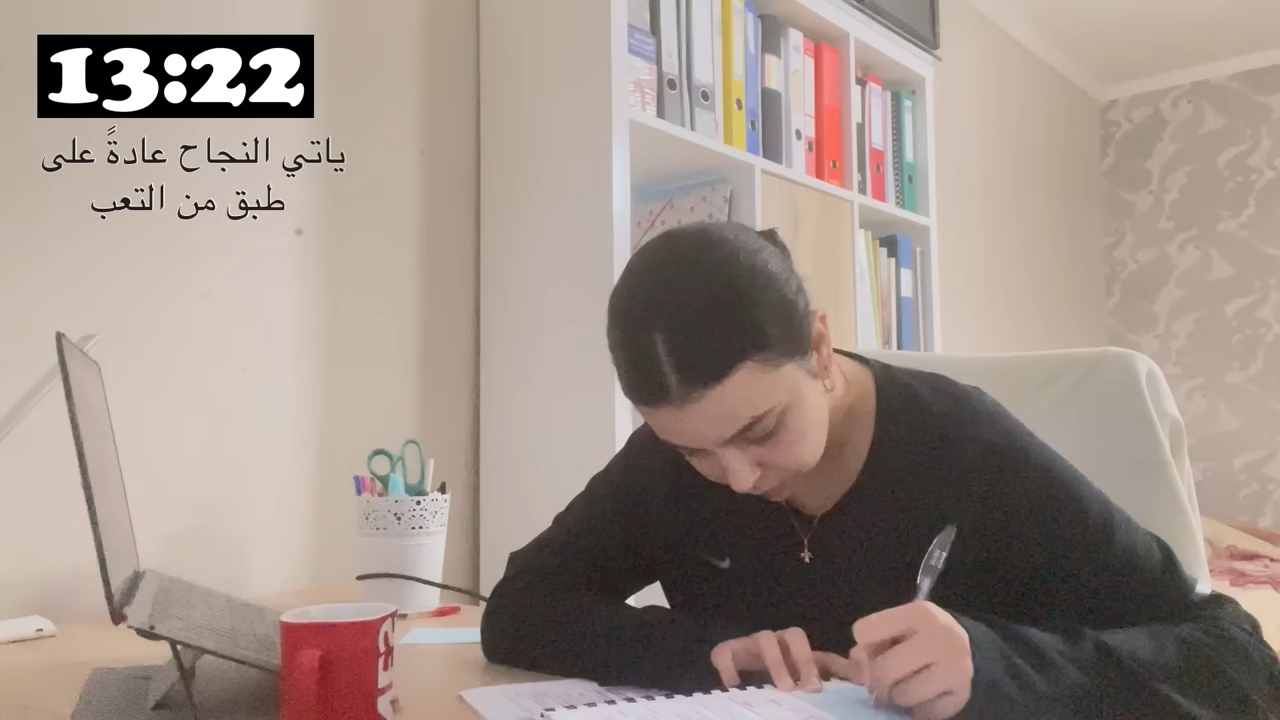 13:22
ياتي النجاح عادةً على
طبق من التعب